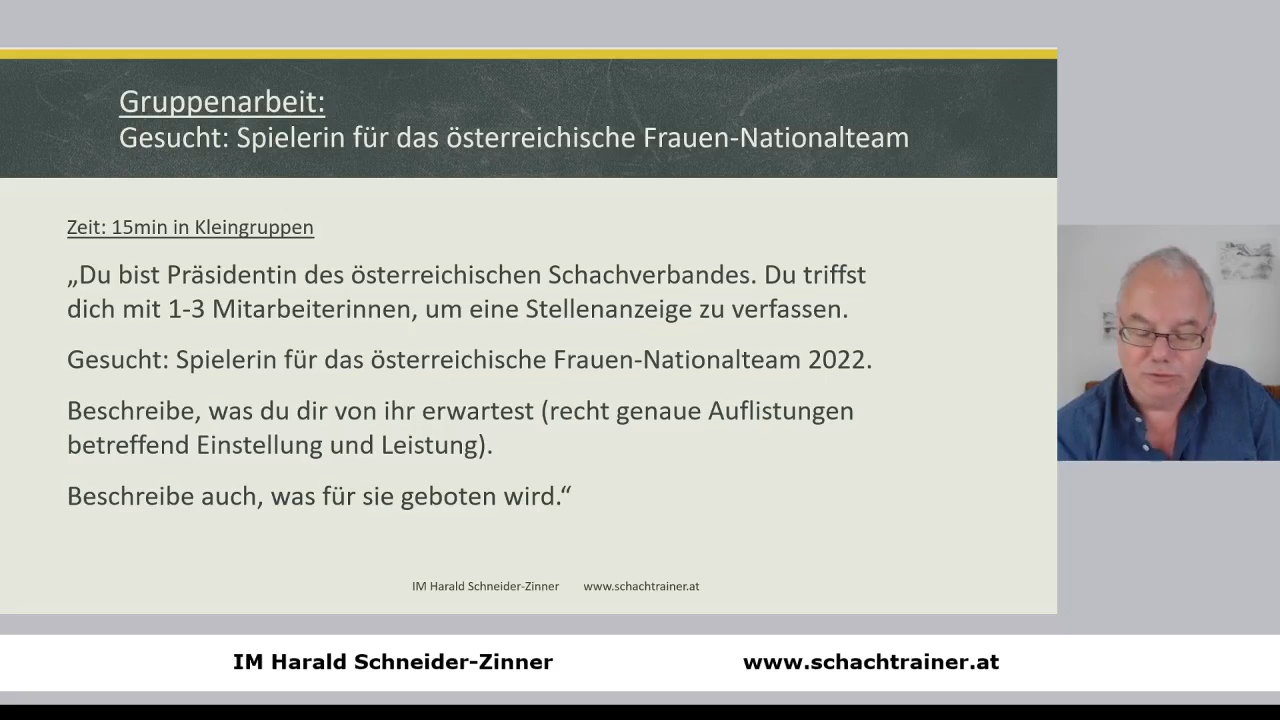 Gruppenarbeit:
Gesucht: Spielerin für das österreichische Frauen-Nationalteam
Zeit: 15min in Kleingruppen
„Du bist Präsidentin des österreichischen Schachverbandes. Du triffst
dich mit 1-3 Mitarbeiterinnen, um eine Stellenanzeige zu verfassen.
Gesucht: Spielerin für das österreichische Frauen-Nationalteam 2022.
Beschreibe, was du dir von ihr erwartest (recht genaue Auflistungen
betreffend Einstellung und Leistung).
Beschreibe auch, was für sie geboten wird.“
IM Harald Schneider-Zinner www.schachtrainer.at
IM Harald Schneider-Zinner www.schachtrainer.at